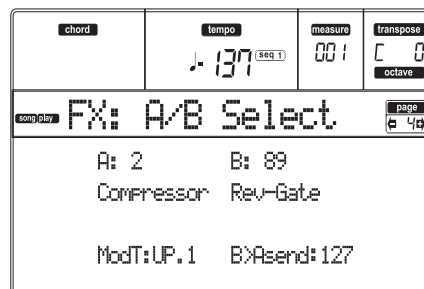 chord tempo measure transpose
♩- 137 seq 1 001 C 0
octave
song play FX: A/B Select page
4
A: 2 B: 89
Compressor Rev-Gate
ModT:UP.1 B>Asend:127